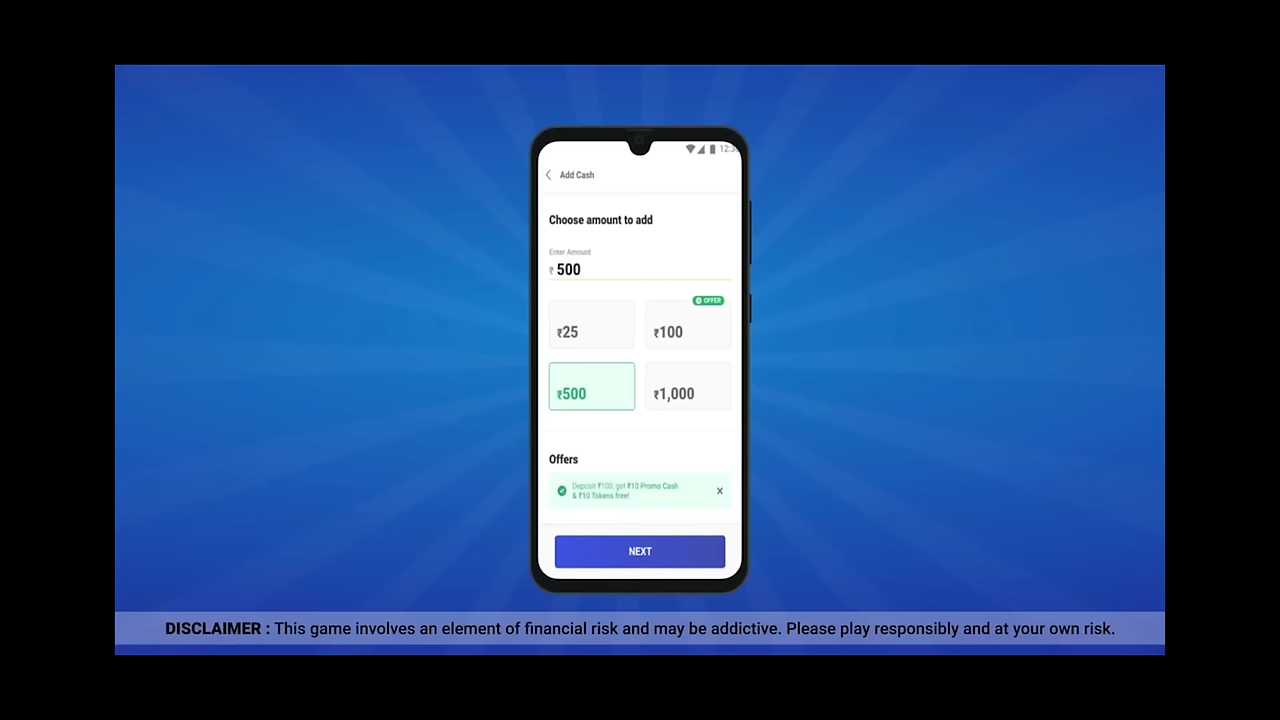 12:3
Add Cash
Choose amount to add
Enter Amount
₹ 500
OFFER
₹25
₹100
₹500
₹1,000
Offers
Deposit ₹100, get ₹10 Promo Cash
& ₹10 Tokens free!
X
NEXT
DISCLAIMER : This game involves an element of financial risk and may be addictive. Please play responsibly and at your own risk.